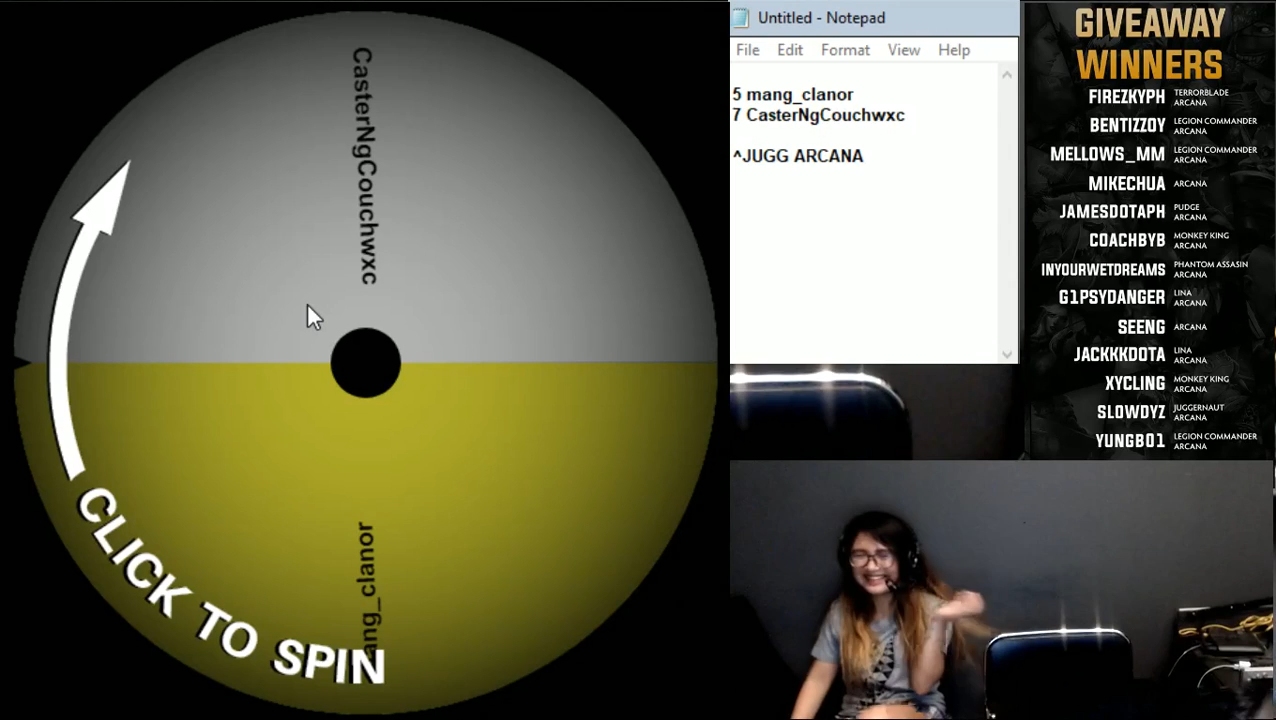 CasterNgCouchwxc
ang_clanor
CLICK TO SPIN
Untitled - Notepad
File Edit Format View Help
5 mang_clanor
7 CasterNgCouchwxc
^JUGG ARCANA
GIVEAWAY
WINNERS
FIREZKYPH TERRORBLADE ARCANA
BENTIZZOY LEGION COMMANDER ARCANA
MELLOWS_MM LEGION COMMANDER ARCANA
MIKECHUA ARCANA
JAMESDOTAPH PUDGE ARCANA
COACHBYB MONKEY KING ARCANA
INYOURWETDREAMS PHANTOM ASSASIN ARCANA
G1PSYDANGER LINA ARCANA
SEENG ARCANA
JACKKKDOTA LINA ARCANA
XYCLING MONKEY KING ARCANA
SLOWDYZ JUGGERNAUT ARCANA
YUNGBO1 LEGION COMMANDER ARCANA